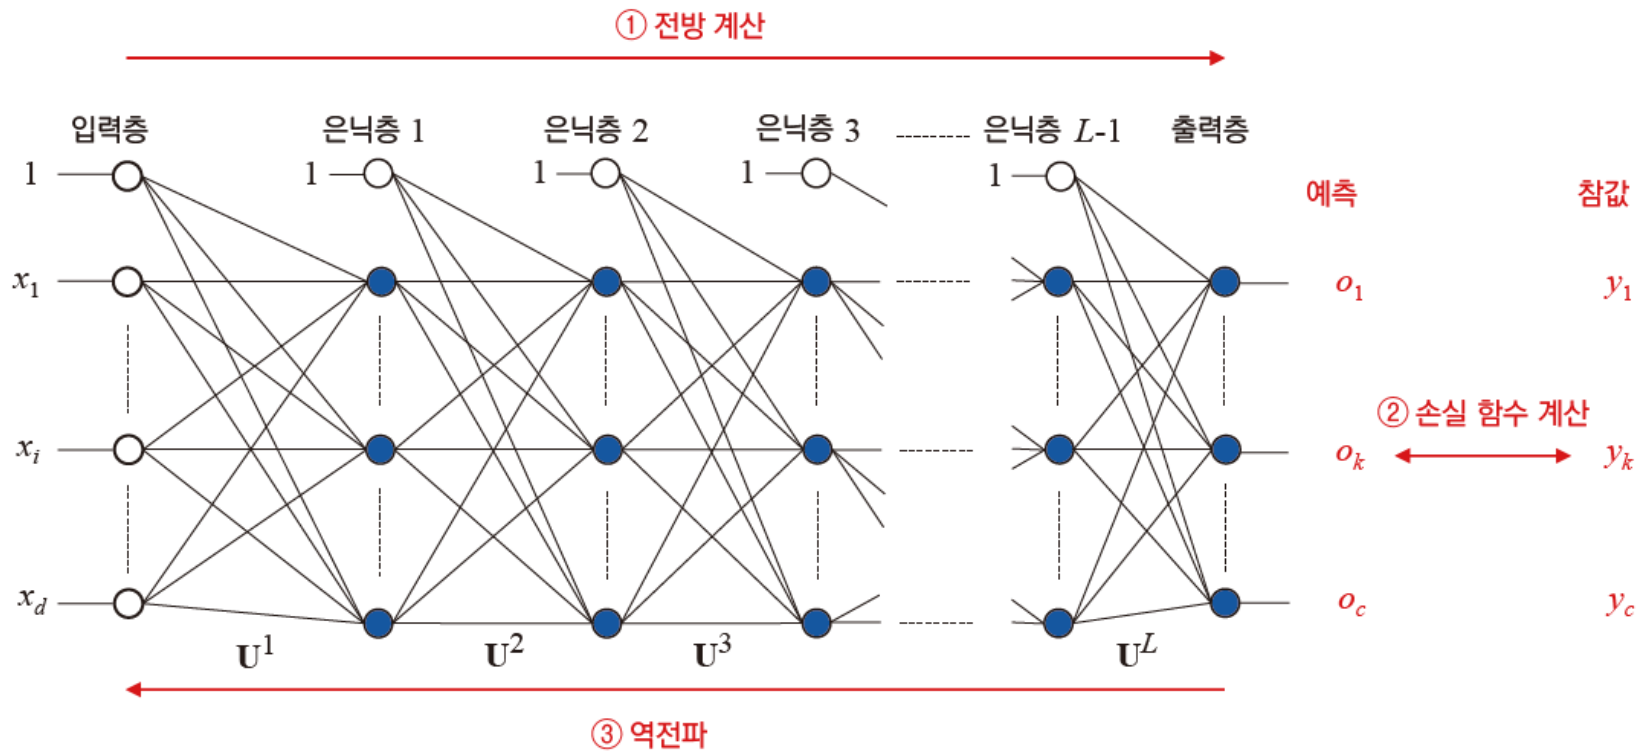 ① 전방 계산
입력층 은닉층 1 은닉층 2 은닉층 3 은닉층 L-1 출력층
1 1 1 1 1
예측 참값
x1 o1 y1
② 손실 함수 계산
xi ok yk
xd oc yc
U1 U2 U3 UL
③ 역전파